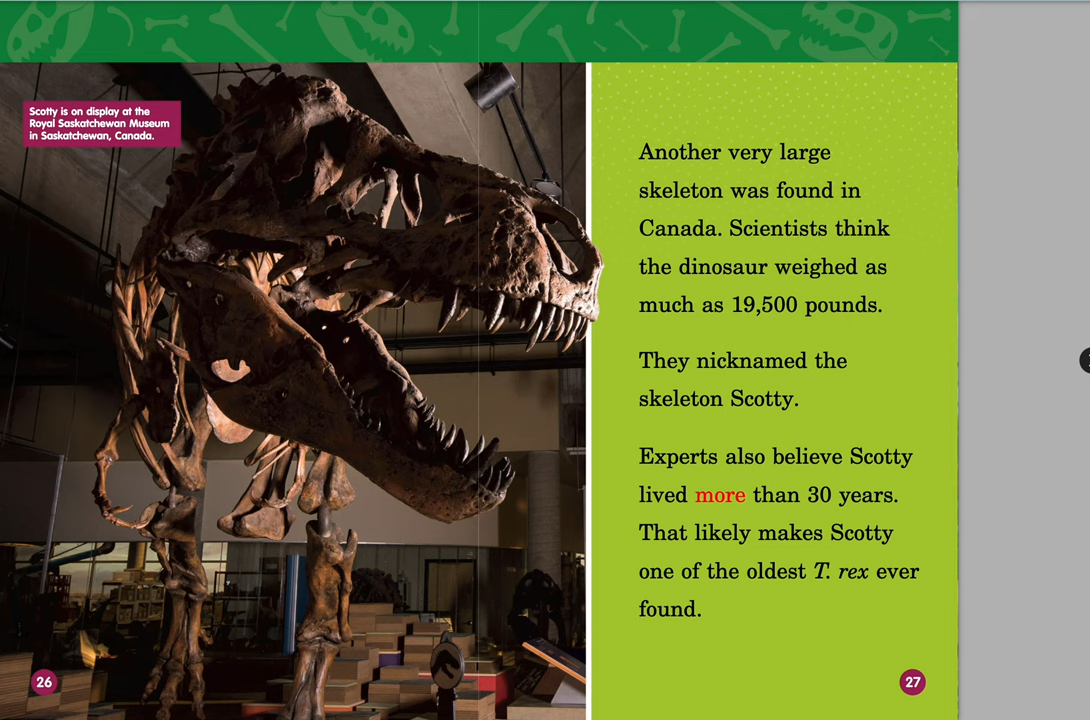 Scotty is on display at the
Royal Saskatchewan Museum
in Saskatchewan, Canada.
26
Another very large
skeleton was found in
Canada. Scientists think
the dinosaur weighed as
much as 19,500 pounds.
They nicknamed the
skeleton Scotty.
Experts also believe Scotty
lived more than 30 years.
That likely makes Scotty
one of the oldest T. rex ever
found.
27